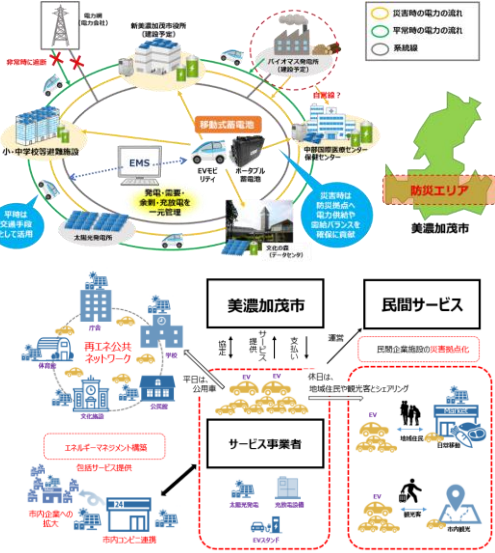 電力網
(電力会社)
非常時に遮断
新美濃加茂市役所
(建設予定)
バイオマス発電所
(建設予定)
災害時の電力の流れ
平常時の電力の流れ
系統線
自営線？
小・中学校等避難施設
移動式蓄電池
中部国際医療センター
保健センター
EMS
EVモビ
リティ
ポータブル
蓄電池
発電・需要・
余剰・充放電を
一元管理
災害時は
防災拠点へ
電力供給や
需給バランスを
確保に貢献
平時は
交通手段
として活用
太陽光発電所
文化の森
(データセンタ)
防災エリア
美濃加茂市
庁舎
再エネ公共
ネットワーク
体育館
学校
文化施設
公民館
美濃加茂市
民間サービス
協定
サービス
提供
支払い
運営
民間企業施設の災害拠点化
平日は、
公用車
EV
EV
休日は、
地域住民や観光客とシェアリング
エネルギーマネジメント構築
包括サービス提供
市内企業への
拡大
24
市内コンビニ連携
サービス事業者
太陽光発電
充放電設備
EVスタンド
EV
地域住民
Market
日常移動
EV
観光客
市内観光